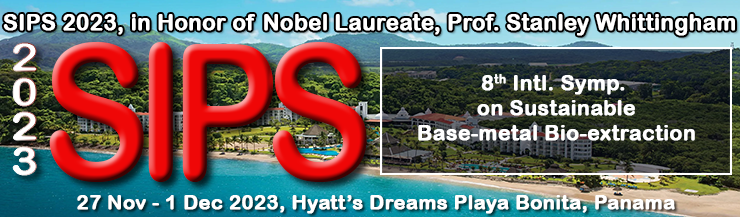 SIPS 2023, in Honor of Nobel Laureate, Prof. Stanley Whittingham
2023
SIPS
8th Intl. Symp.
on Sustainable
Base-metal Bio-extraction
27 Nov - 1 Dec 2023, Hyatt's Dreams Playa Bonita, Panama